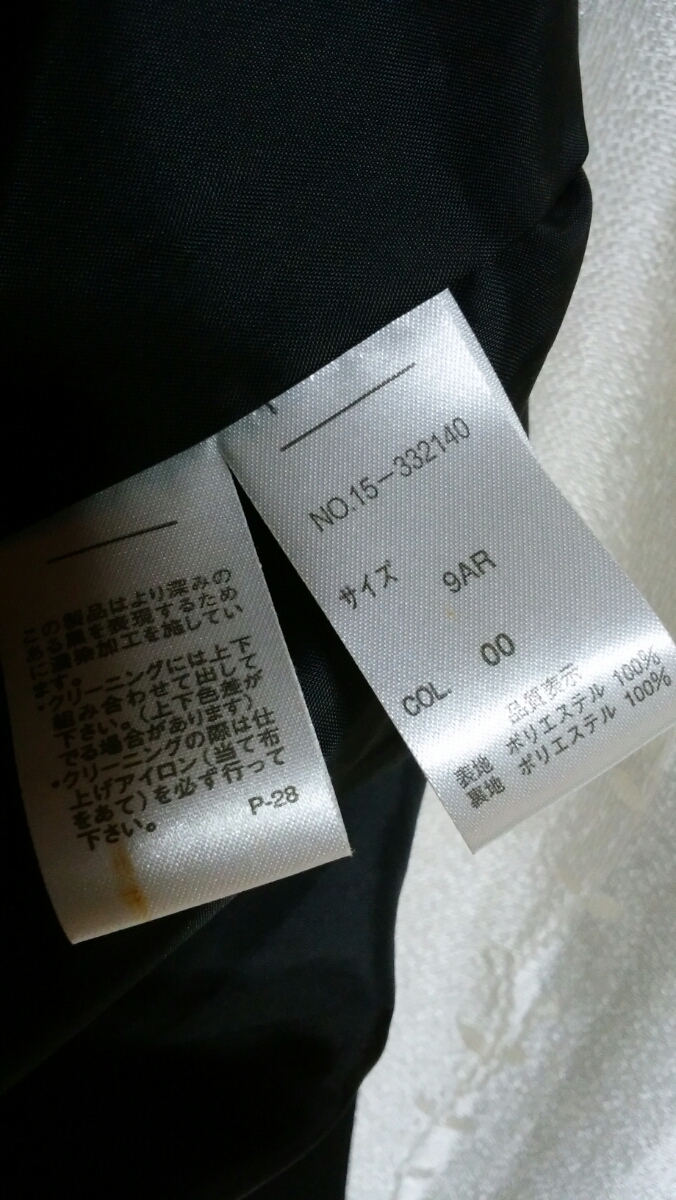 この製品はより深みの
ある黒を表現するため
に濃染加工を施してい
ます。
・クリーニングには上下
組み合わせて出して
下さい。(上下色差が
でる場合があります)
・クリーニングの際は仕
上げアイロン(当て布
をあて)を必ず行って
下さい。
P-28
NO.15-332140
サイズ 9AR
COL. 00
品質表示
表地 ポリエステル 100%
裏地 ポリエステル 100%